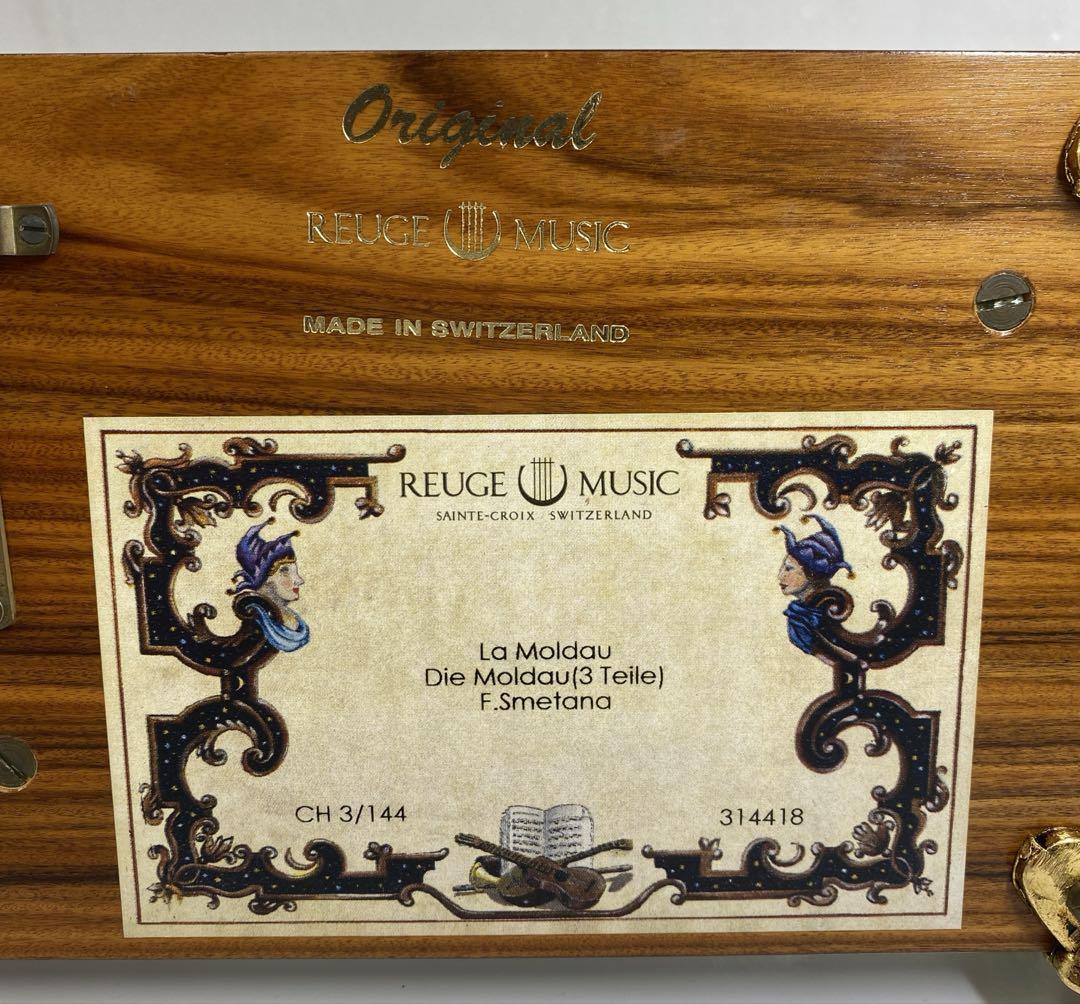 Original
REUGE MUSIC
MADE IN SWITZERLAND
REUGE MUSIC
SAINTE-CROIX / SWITZERLAND
La Moldau
Die Moldau(3 Teile)
F.Smetana
CH 3/144
314418